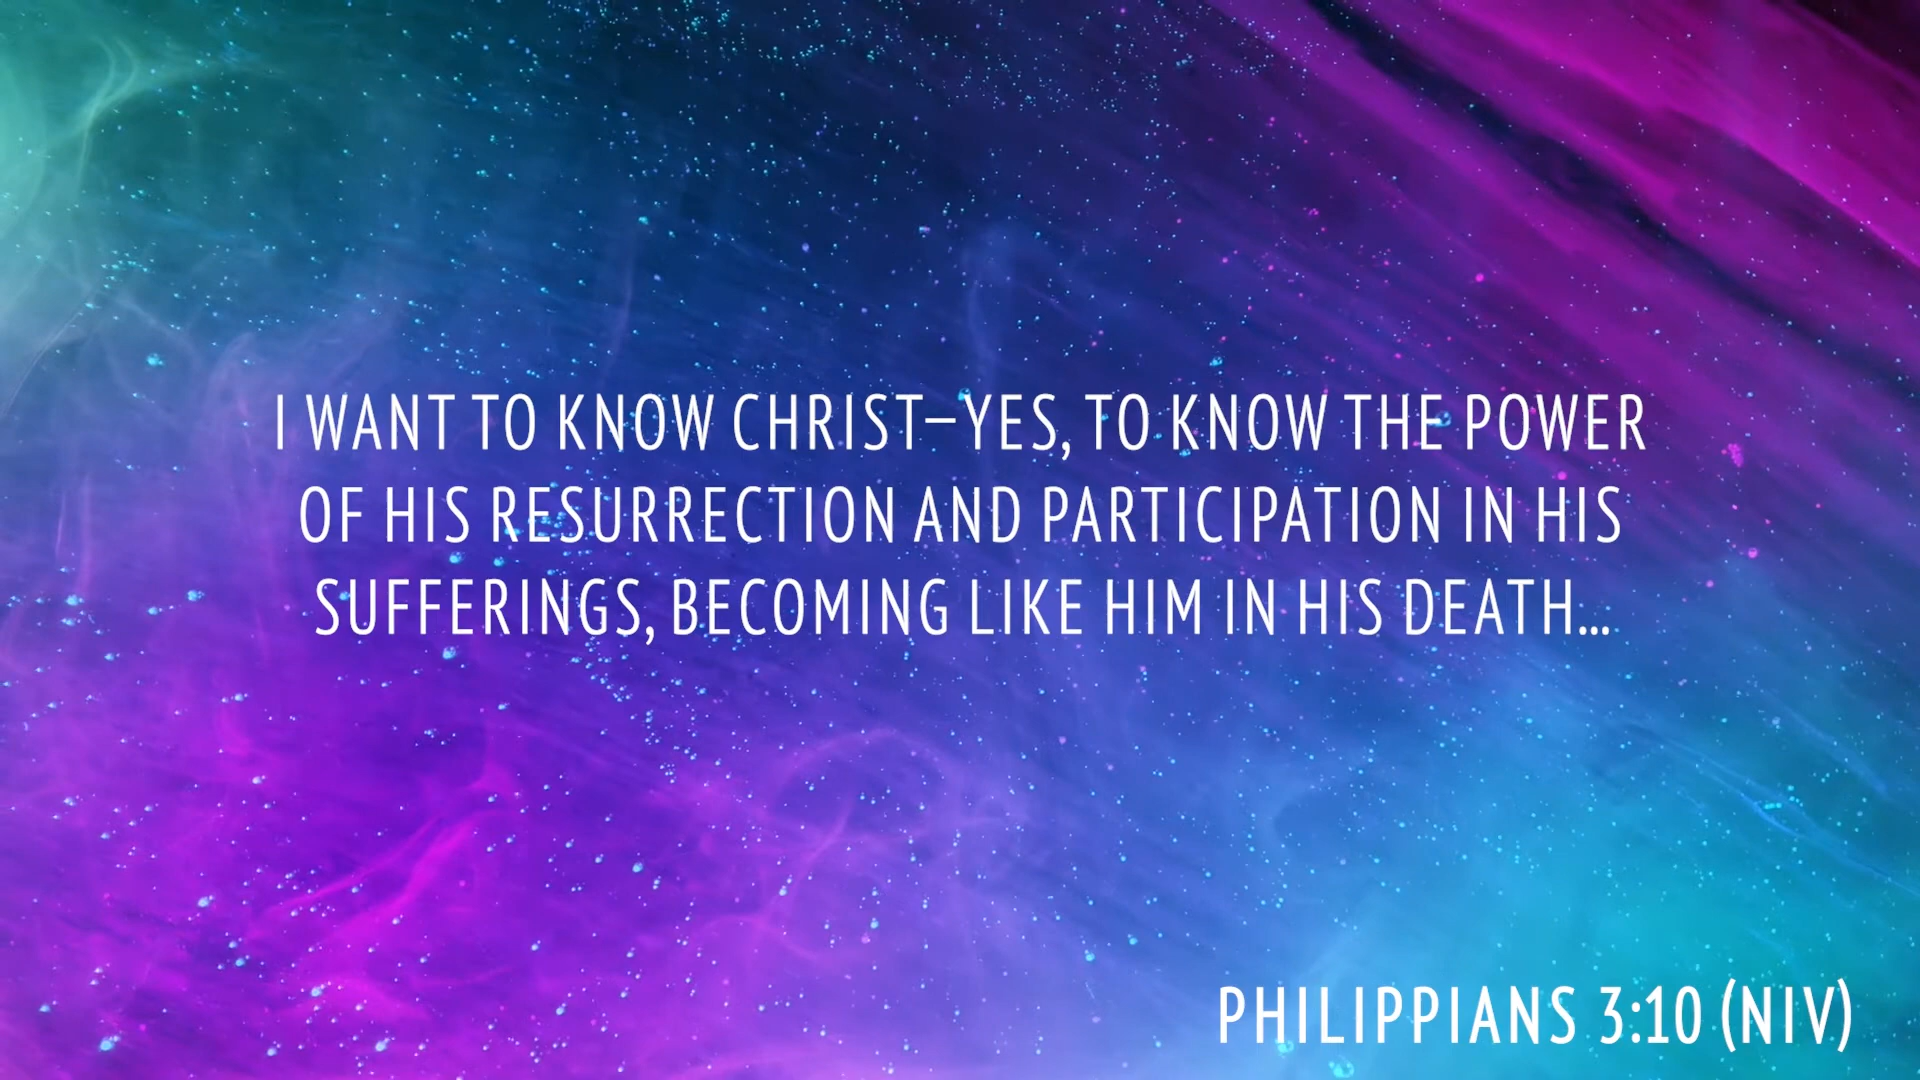 I WANT TO KNOW CHRIST—YES, TO KNOW THE POWER
OF HIS RESURRECTION AND PARTICIPATION IN HIS
SUFFERINGS, BECOMING LIKE HIM IN HIS DEATH...
PHILIPPIANS 3:10 (NIV)